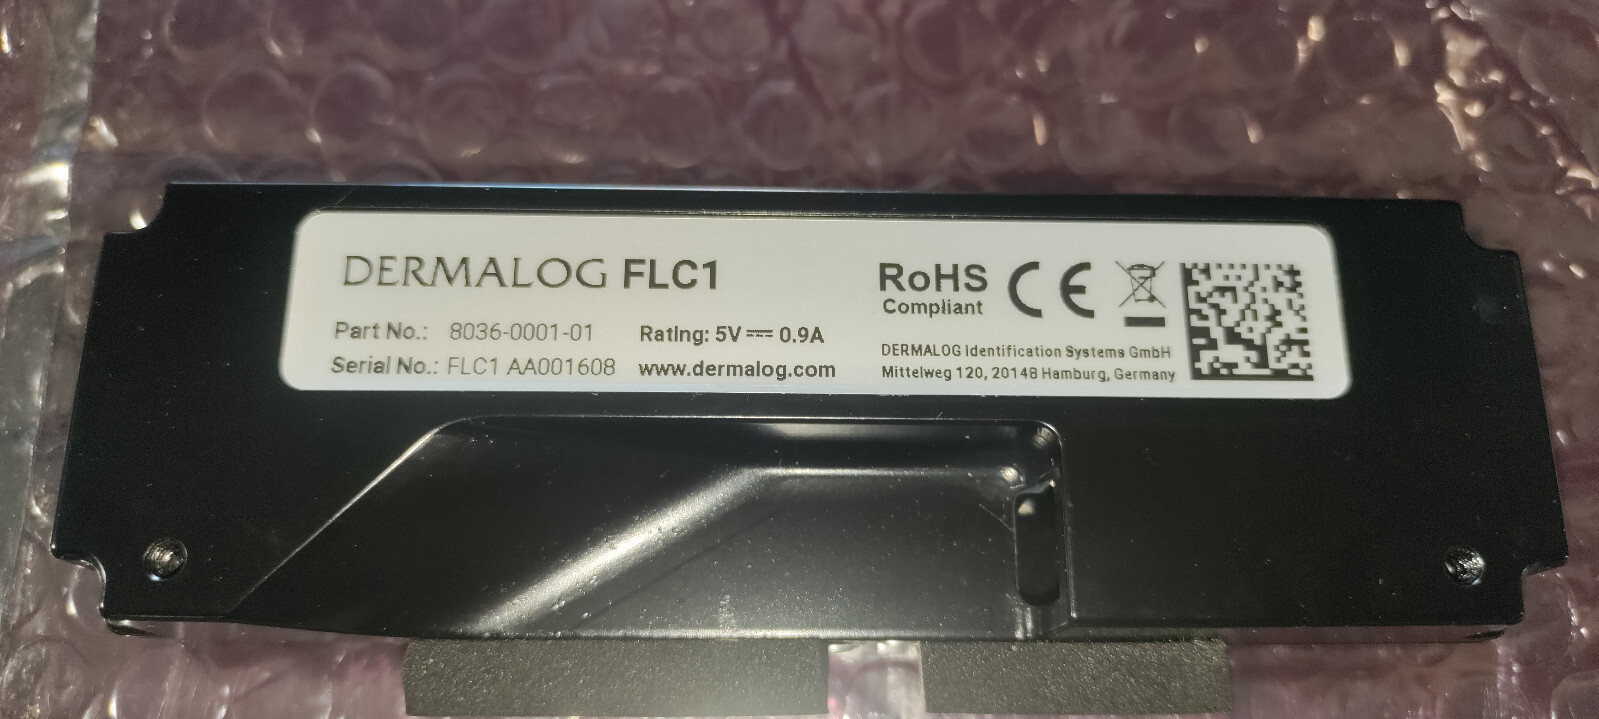 DERMALOG FLC1
Part No.: 8036-0001-01
Serial No.: FLC1 AA001608
Rating: 5V ⎓ 0.9A
www.dermalog.com
RoHS
Compliant
CE
DERMALOG Identification Systems GmbH
Mittelweg 120, 20148 Hamburg, Germany